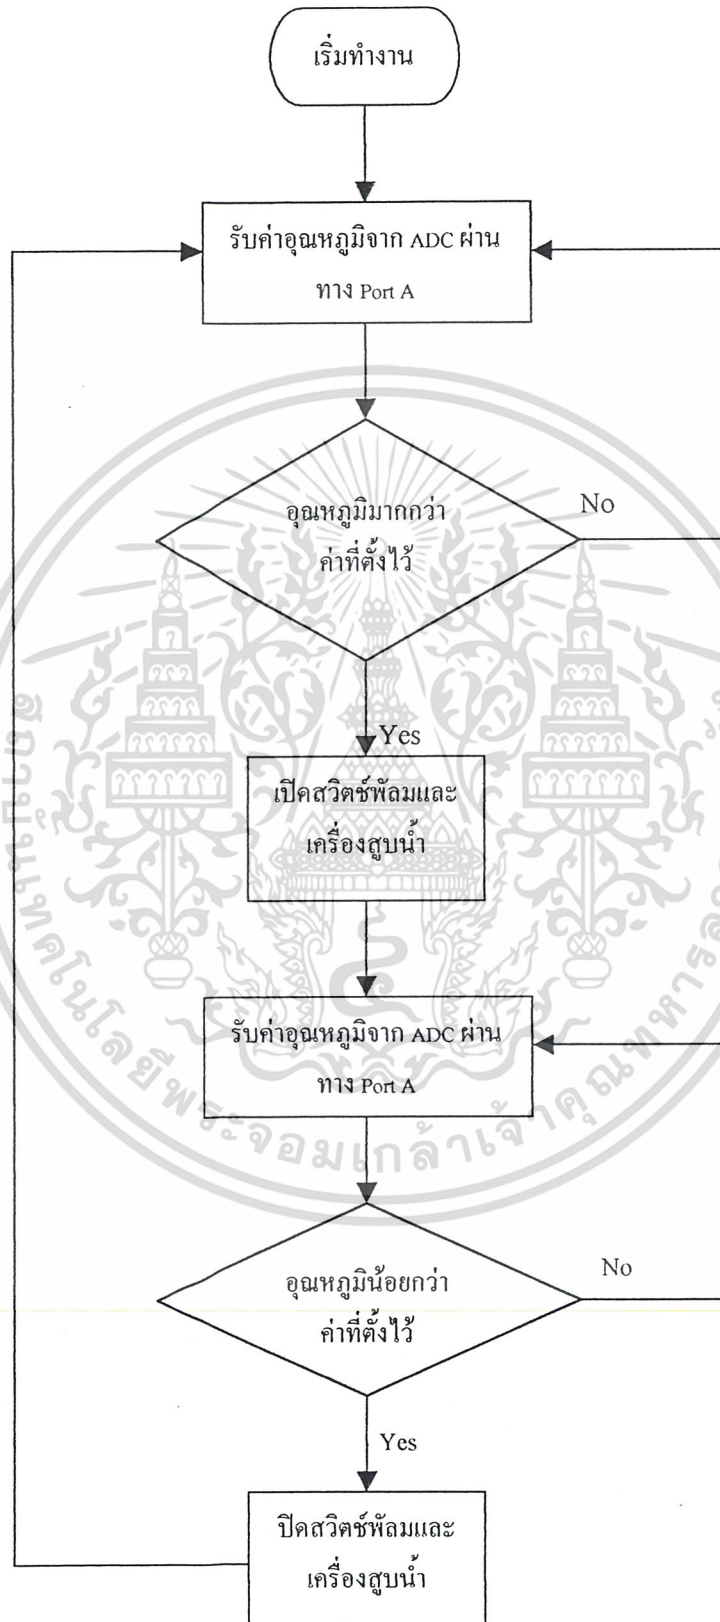 เริ่มทำงาน
รับค่าอุณหภูมิจาก ADC ผ่าน
ทาง Port A
อุณหภูมิมากกว่า
ค่าที่ตั้งไว้
No
Yes
เปิดสวิตช์พัลมและ
เครื่องสูบน้ำ
รับค่าอุณหภูมิจาก ADC ผ่าน
ทาง Port A
อุณหภูมิน้อยกว่า
ค่าที่ตั้งไว้
No
Yes
ปิดสวิตช์พัลมและ
เครื่องสูบน้ำ